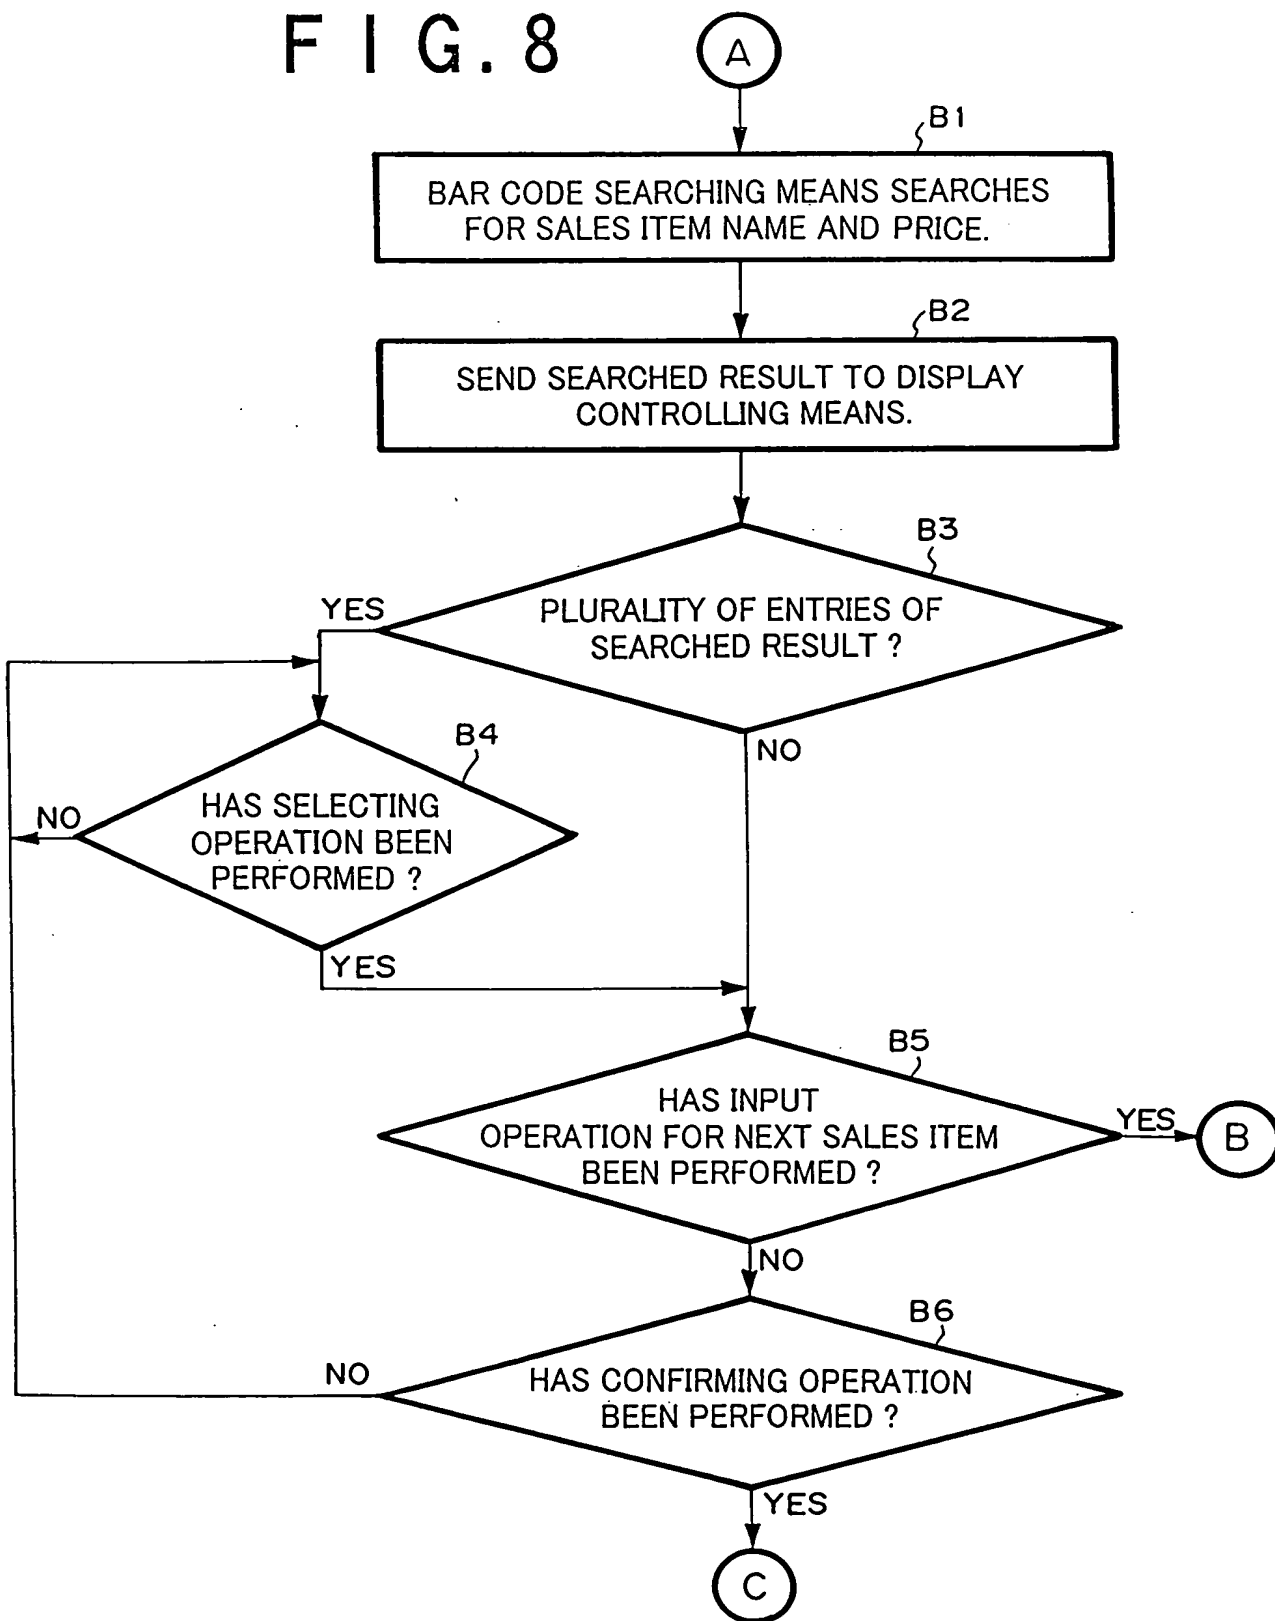 FIG. 8
A
B1
BAR CODE SEARCHING MEANS SEARCHES
FOR SALES ITEM NAME AND PRICE.
B2
SEND SEARCHED RESULT TO DISPLAY
CONTROLLING MEANS.
B3
YES
PLURALITY OF ENTRIES OF
SEARCHED RESULT ?
NO
B4
NO
HAS SELECTING
OPERATION BEEN
PERFORMED ?
YES
B5
HAS INPUT
OPERATION FOR NEXT SALES ITEM
BEEN PERFORMED ?
YES
B
NO
B6
NO
HAS CONFIRMING OPERATION
BEEN PERFORMED ?
YES
C